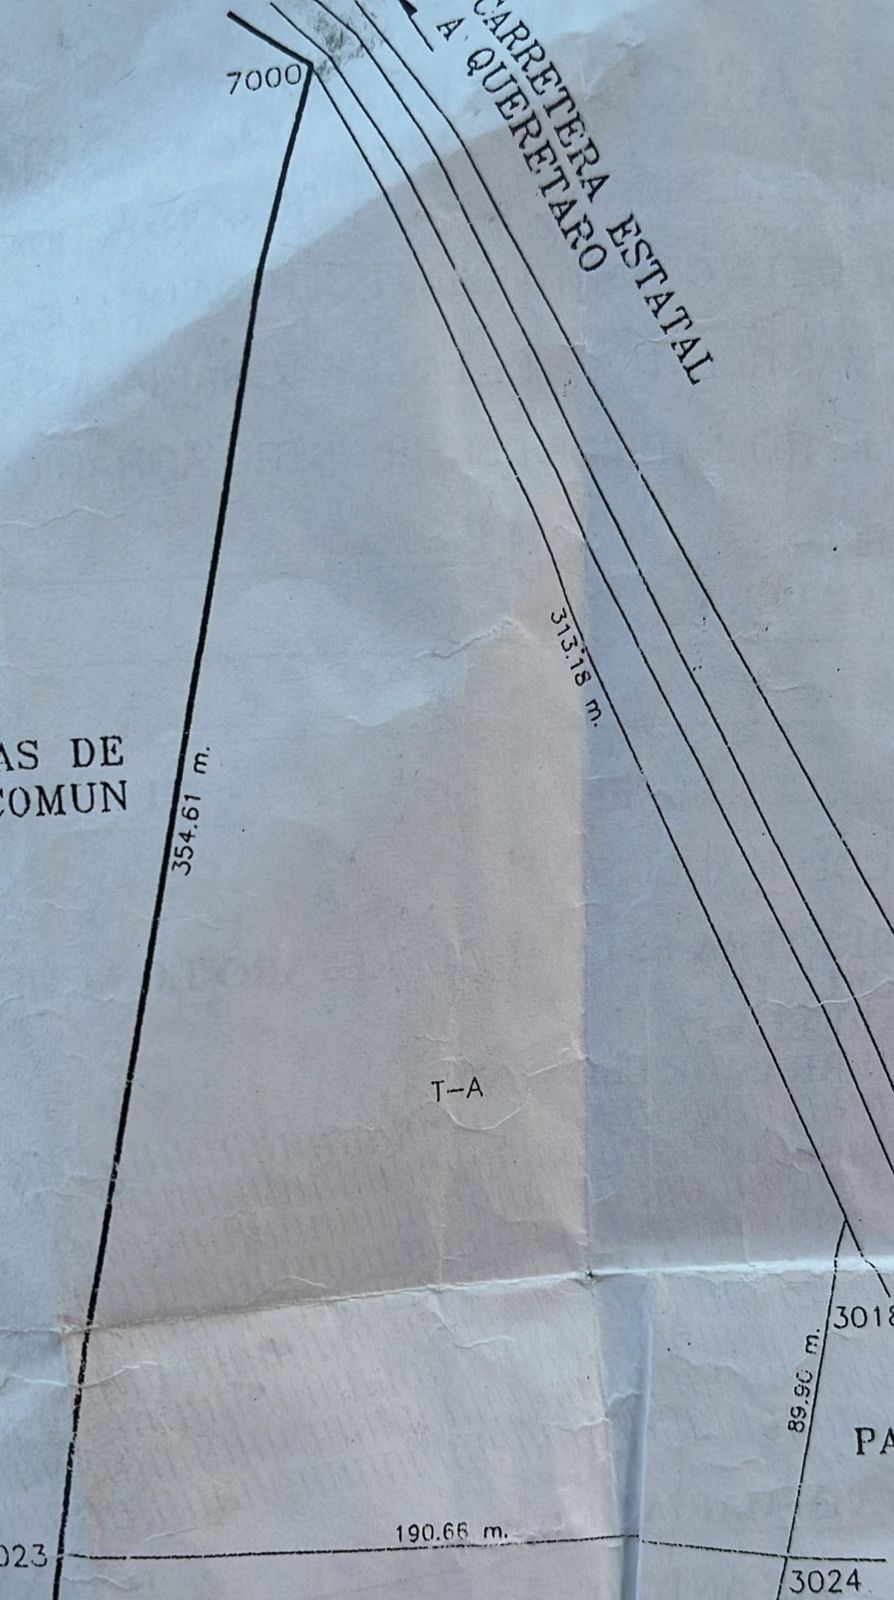 CARRETERA ESTATAL
A QUERETARO
7000
313.18 m.
AS DE
COMUN
354.61 m.
T-A
3018
89.90 m.
PA
190.66 m.
023
3024